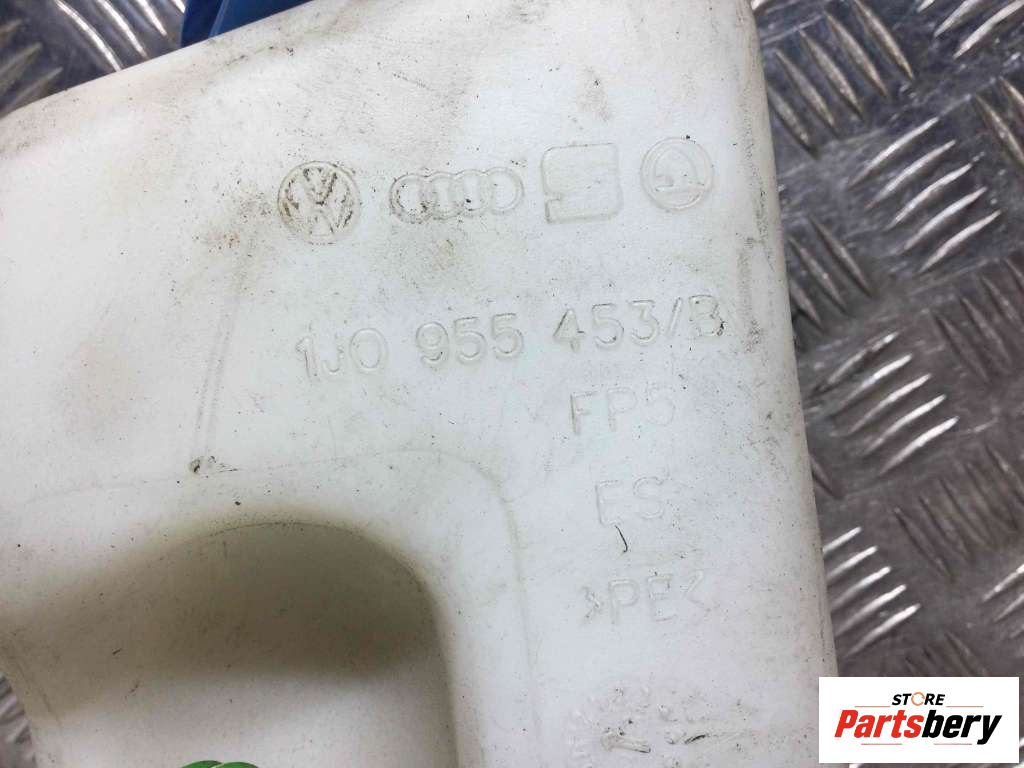 1J0 955 453/B
FP5
ES
>PE<
STORE
Partsbery